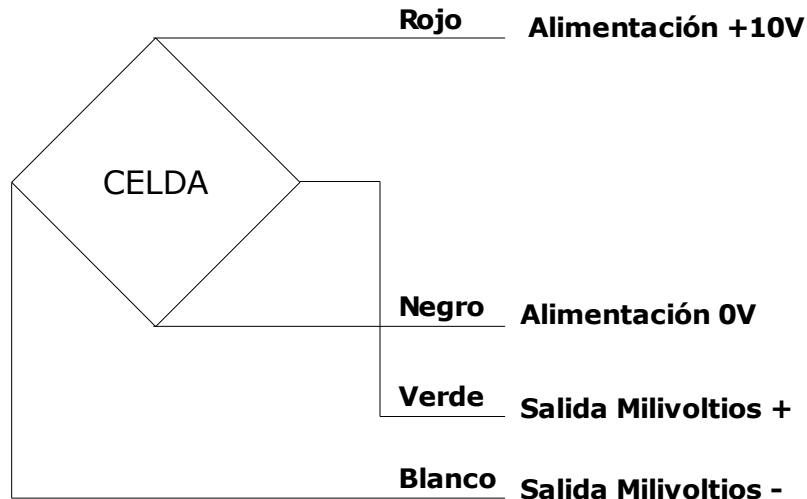 Rojo Alimentación +10V
CELDA
Negro Alimentación 0V
Verde Salida Milivoltios +
Blanco Salida Milivoltios -